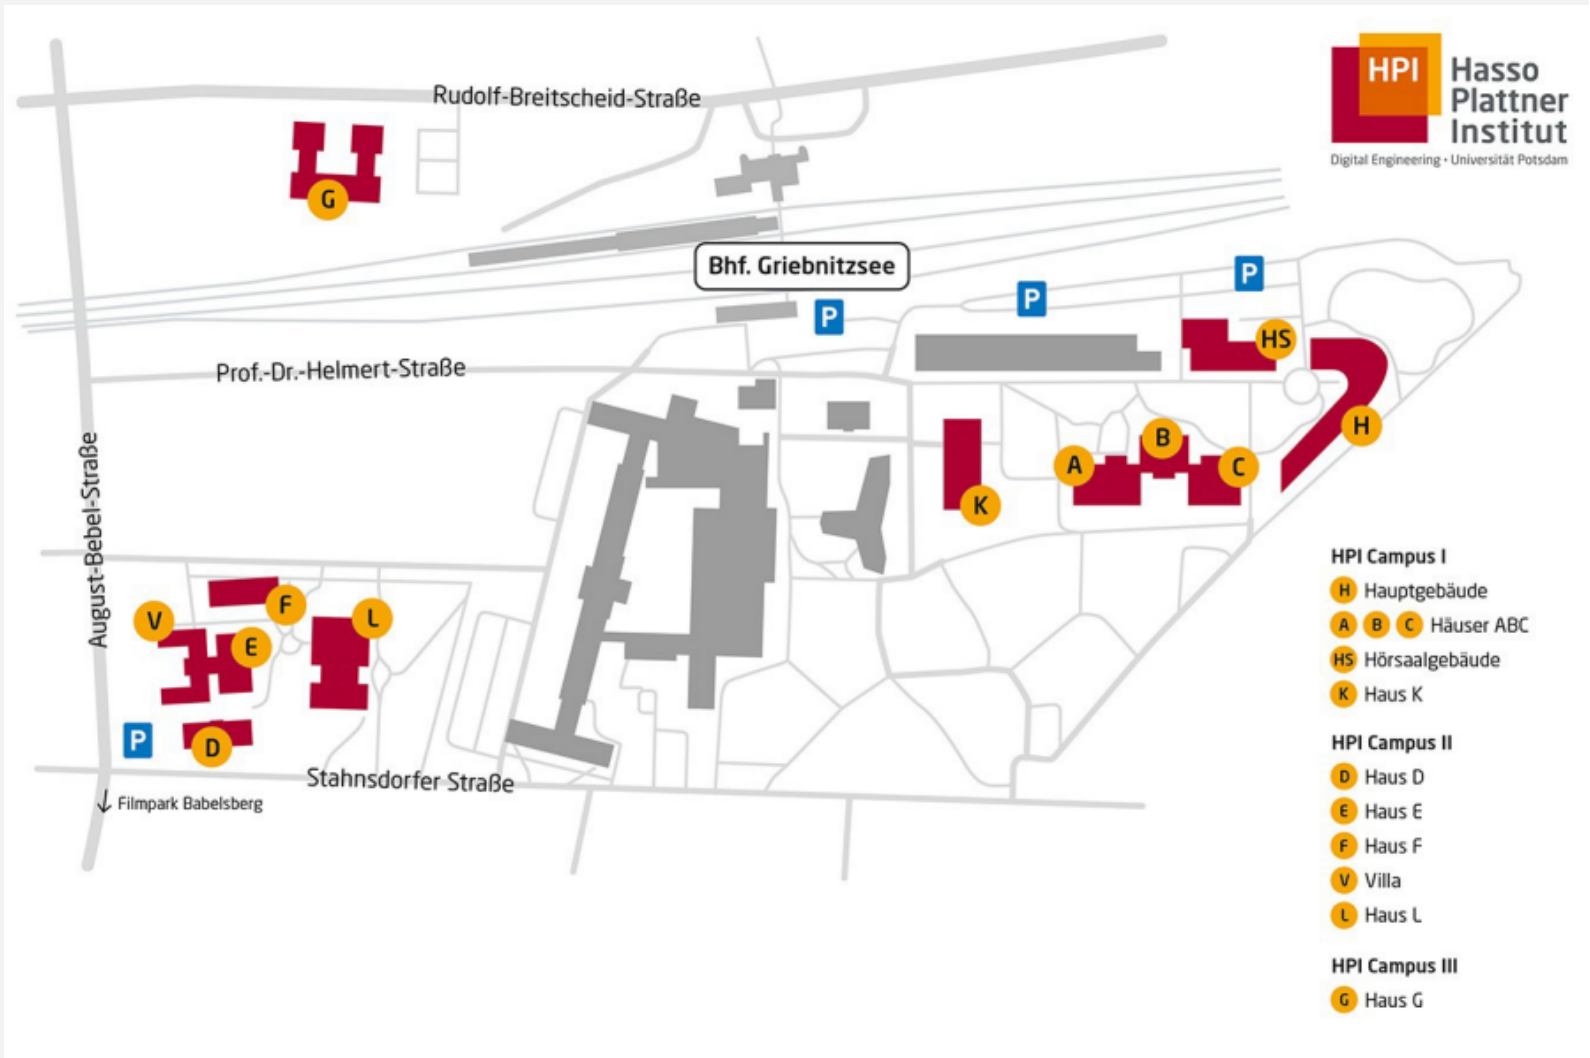 HPI
Hasso
Plattner
Institut
Digital Engineering • Universität Potsdam
Rudolf-Breitscheid-Straße
G
Bhf. Griebnitzsee
P
P
P
HS
Prof.-Dr.-Helmert-Straße
H
B
A
C
K
August-Bebel-Straße
F
V
L
E
P
D
Stahnsdorfer Straße
↓ Filmpark Babelsberg
HPI Campus I
H Hauptgebäude
A B C Häuser ABC
HS Hörsaalgebäude
K Haus K
HPI Campus II
D Haus D
E Haus E
F Haus F
V Villa
L Haus L
HPI Campus III
G Haus G